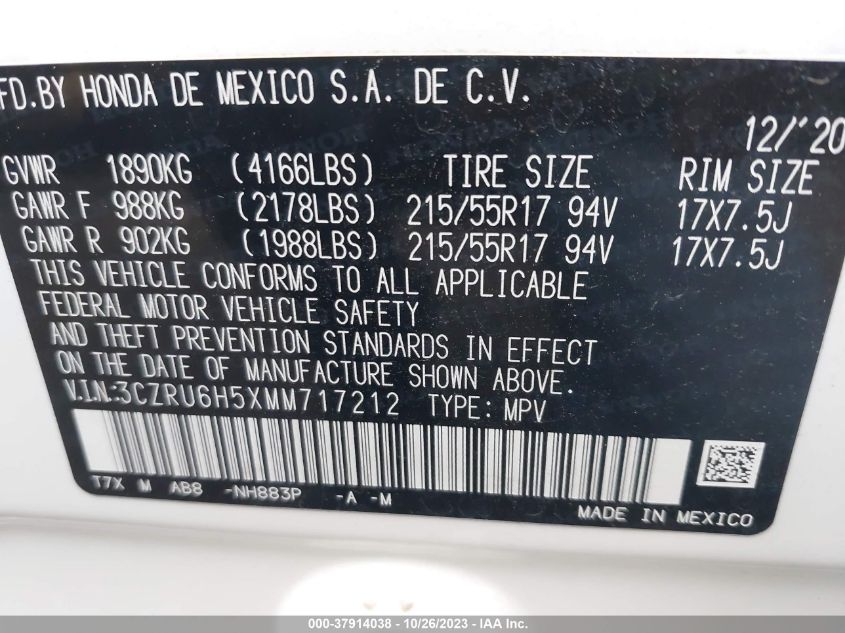 FD.BY HONDA DE MEXICO S.A. DE C.V.
12/'20
GVWR 1890KG (4166LBS) TIRE SIZE RIM SIZE
GAWR F 988KG (2178LBS) 215/55R17 94V 17X7.5J
GAWR R 902KG (1988LBS) 215/55R17 94V 17X7.5J
THIS VEHICLE CONFORMS TO ALL APPLICABLE
FEDERAL MOTOR VEHICLE SAFETY
AND THEFT PREVENTION STANDARDS IN EFFECT
ON THE DATE OF MANUFACTURE SHOWN ABOVE.
V.I.N:3CZRU6H5XMM717212 TYPE: MPV
T7X M AB8 -NH883P -A -M
MADE IN MEXICO
000-37914038 - 10/26/2023 - IAA Inc.